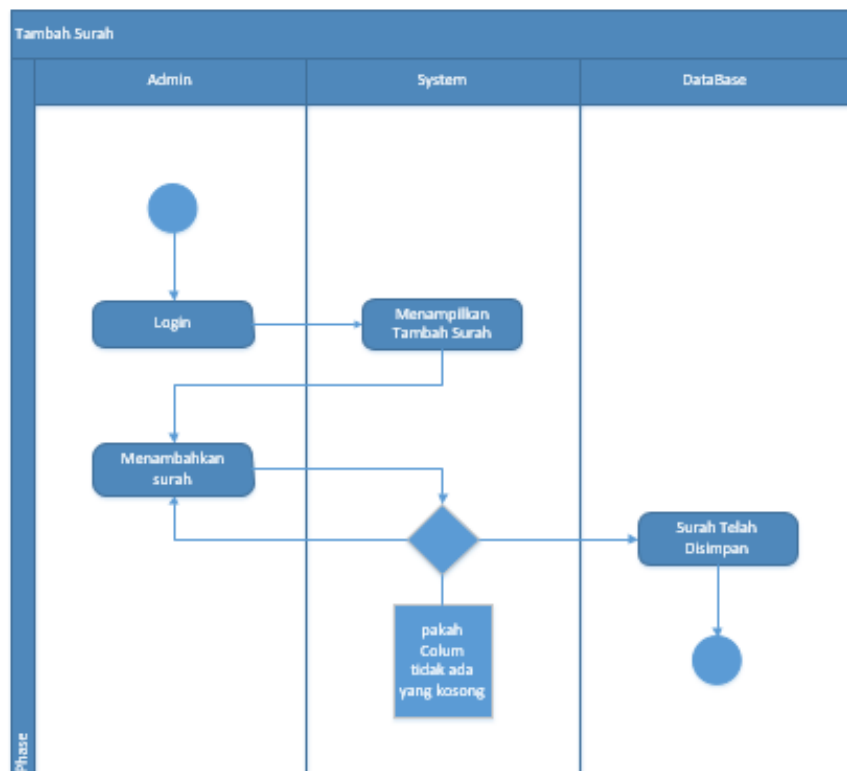 Tambah Surah
Admin
System
DataBase
Login
Menampilkan
Tambah Surah
Menambahkan
surah
Surah Telah
Disimpan
pakah
Colum
tidak ada
yang kosong
Phase